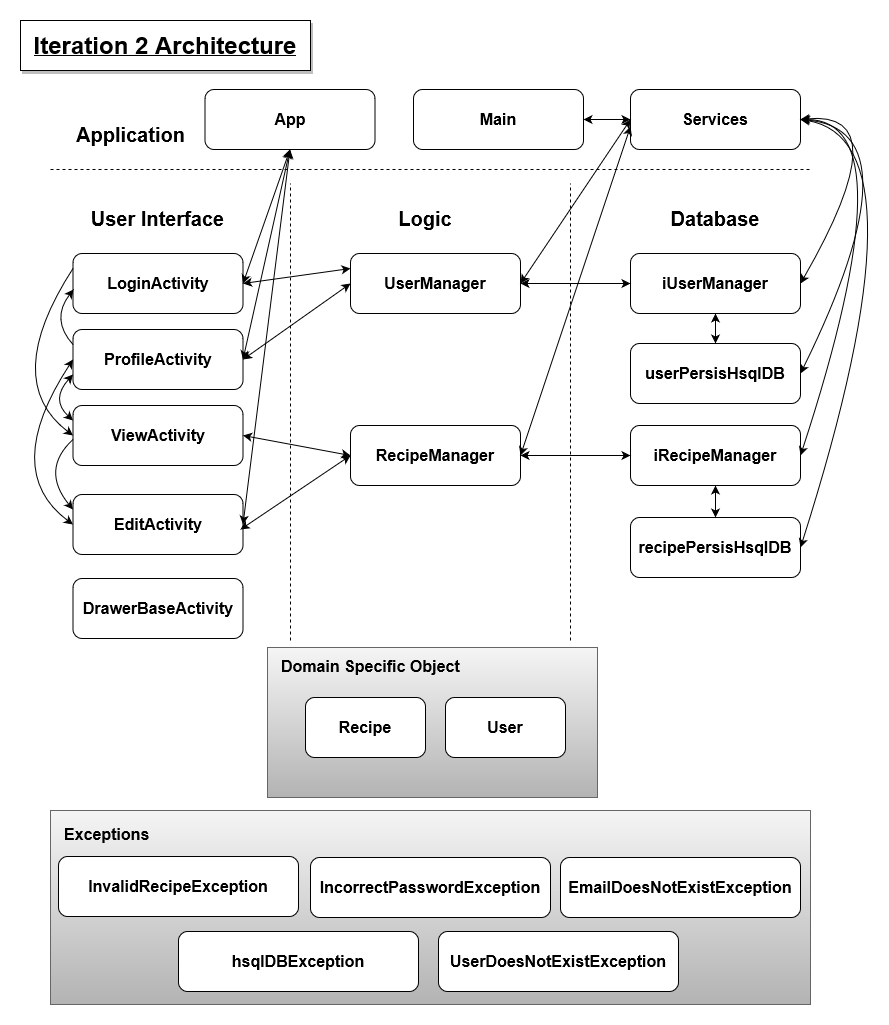 Iteration 2 Architecture
Application
App
Main
Services
User Interface
Logic
Database
LoginActivity
UserManager
iUserManager
ProfileActivity
userPersisHsqlDB
ViewActivity
RecipeManager
iRecipeManager
EditActivity
recipePersisHsqlDB
DrawerBaseActivity
Domain Specific Object
Recipe
User
Exceptions
InvalidRecipeException
IncorrectPasswordException
EmailDoesNotExistException
hsqlDBException
UserDoesNotExistException